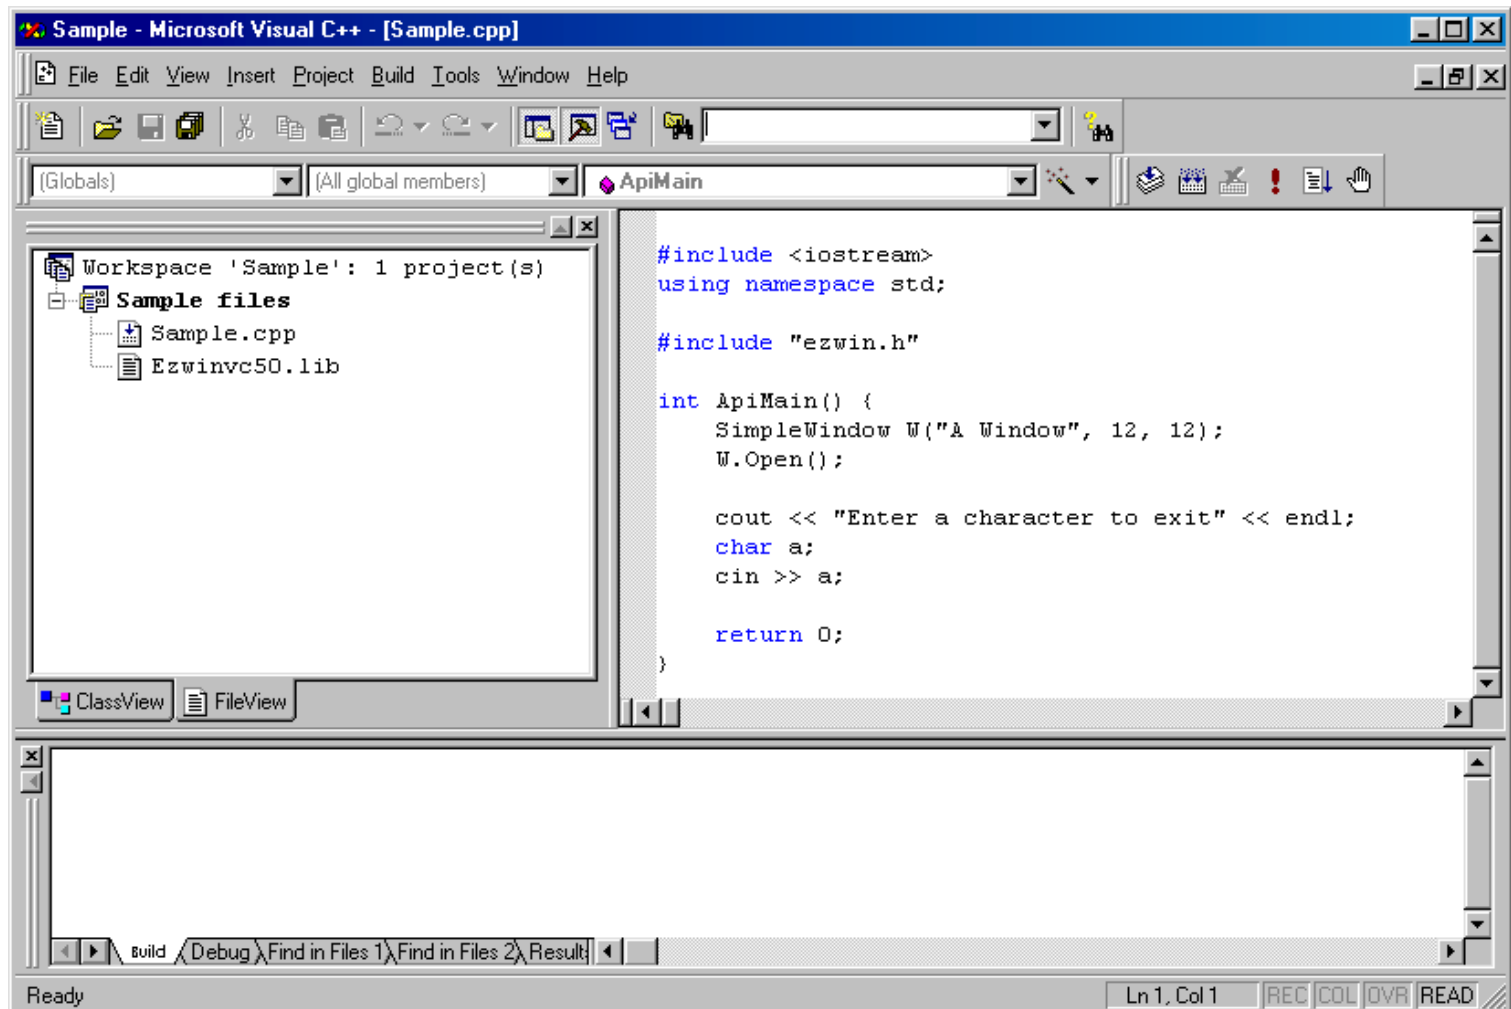 Sample - Microsoft Visual C++ - [Sample.cpp]
File Edit View Insert Project Build Tools Window Help
(Globals) (All global members) ApiMain
Workspace 'Sample': 1 project(s)
Sample files
Sample.cpp
Ezwinvc50.lib
ClassView FileView
#include <iostream>
using namespace std;
#include "ezwin.h"
int ApiMain() {
SimpleWindow W("A Window", 12, 12);
W.Open();
cout << "Enter a character to exit" << endl;
char a;
cin >> a;
return 0;
}
Build Debug Find in Files 1 Find in Files 2 Results
Ready Ln 1, Col 1 REC COL OVR READ